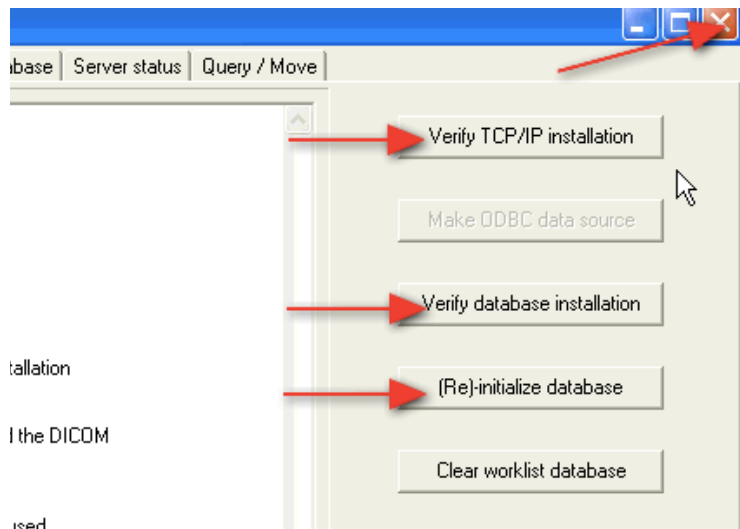 abase Server status Query / Move
Verify TCP/IP installation
Make ODBC data source
Verify database installation
tallation
(Re)-initialize database
d the DICOM
Clear worklist database
used